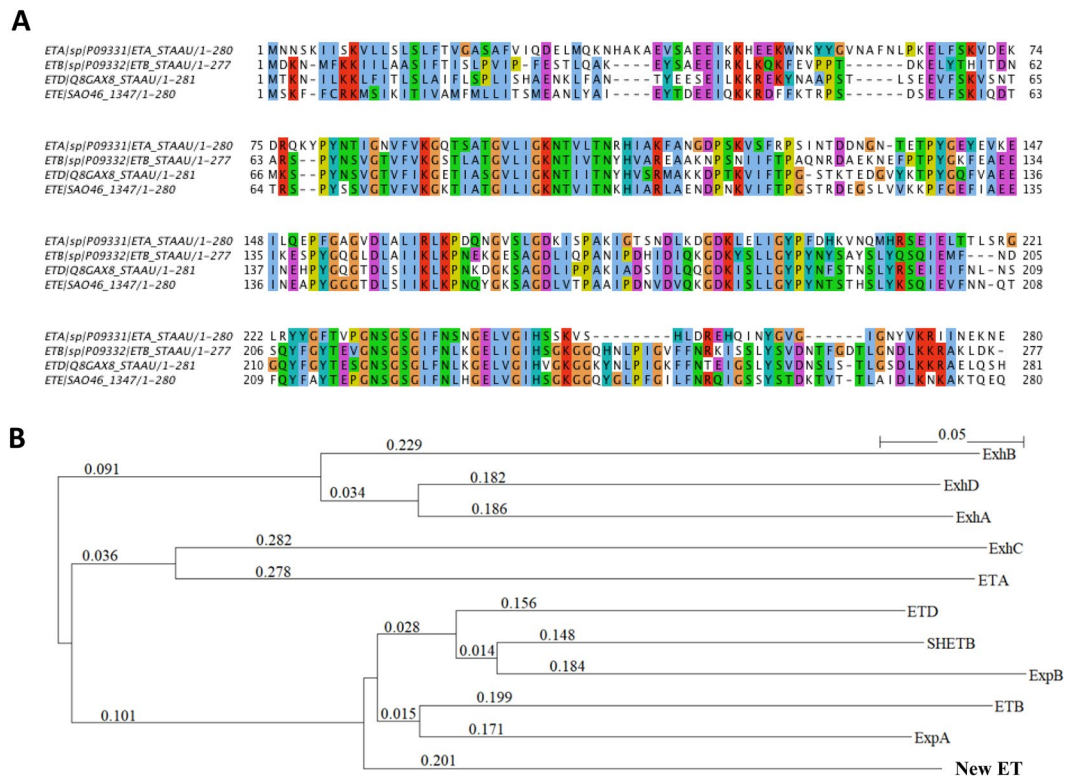 A
ETA|sp|P09331|ETA_STAAU/1-280 1 MNNSKIISKVLLSLSLFTVGASAFVIQDELMQKNHAKAEVSAEEIKKHEEKWNKYYGVNAFNLPKELFSKVDEK 74
ETB|sp|P09332|ETB_STAAU/1-277 1 MDKN-MFKKIILAASIFTISLPVIP-FESTLQAK-----EYSAEEIRKLKQKFEVPPT-----DKELYTHITDN 62
ETD|Q8GAX8_STAAU/1-281 1 MTKN-IIKKLFITSLAIFLSPLISHAENKLFAN-----TYEESELKRKEYNAAPST----LSEVFSKVSNT 65
ETE|SAO46_1347/1-280 1 MSKF-FCRKMSIKITIVAMFMLLITSMEANLYAI-----EYTDEEIQKKRDFFKTRPS-----DSELFSKIQDT 63
ETA|sp|P09331|ETA_STAAU/1-280 75 DRQKYPYNTIGNVFVKGQTSATGVLIGKNTVLTNRHIAKFANGDPSKVSFRPSINTDDNGN-TETPYGEYEVKE 147
ETB|sp|P09332|ETB_STAAU/1-277 63 ARS--PYNSVGTVFVKGSTLATGVLIGKNTIVTNYHVAREAAKNPSNIIFTPAQNRDAEKNEFPTPYGKFEAEE 134
ETD|Q8GAX8_STAAU/1-281 66 MKS--PYNSVGTVFVKGETIASGVLIGKNTIITNYHVSRMAKKDPTKVIFTPG-STKTEDGVYKTPYGQFVAEE 136
ETE|SAO46_1347/1-280 64 TRS--PYSSVGTVFVKGKTIATGILIGKNTVITNKHIARLAENDPNKVIFTPGSTRDEGSLVVKKPFGEFIAEE 135
ETA|sp|P09331|ETA_STAAU/1-280 148 ILQEPFGAGVDLALIRLKPDQNGVSLGDKISPAKIGTSNDLKDGDKLELIGYPFDHKVNQMHRSEIELTTLSRG 221
ETB|sp|P09332|ETB_STAAU/1-277 135 IKESPYGQGLDLAIIKLKPNEKGESAGDLIQPANIPDHIDIQKGDKYSLLGYPYNYSAYSLYQSQIEMF---ND 205
ETD|Q8GAX8_STAAU/1-281 137 INEHPYGQGTDLSIIKLKPNKDGKSAGDLIPPAKIADSIDLQQGDKISLLGYPYNFSTNSLYRSEIEVFNL-NS 209
ETE|SAO46_1347/1-280 136 INEAPYGGGTDLSIIKLKPNQYGKSAGDLVTPAAIPDNVDVQKGDKISLLGYPYNTSTHSLYKSQIEVFNN-QT 208
ETA|sp|P09331|ETA_STAAU/1-280 222 LRYYGFTVPGNSGSGIFNSNGELVGIHSSKVS-------HLDREHQINYGVG-----IGNYVKRIINEKNE 280
ETB|sp|P09332|ETB_STAAU/1-277 206 SQYFGYTEVGNSGSGIFNLKGELIGIHSGKGGQHNLPIGVFFNRKISSLYSVDNTFGDTLGNDLKKRAKLDK- 277
ETD|Q8GAX8_STAAU/1-281 210 GQYFGYTESGNSGSGLFNLNGELVGIHVGKGGKYNLPIGKFFNTEIGSLYSVDNSLS-TLGSDLKKRAELQSH 281
ETE|SAO46_1347/1-280 209 FQYFAYTEPGNSGSGIFNLHGELVGIHSGKGGQYGLPFGILFNRQIGSSYSTDKTVT-TLAIDLKNKAKTQEQ 280
B
0.05
0.229 ExhB
0.091
0.182 ExhD
0.034
0.186 ExhA
0.282 ExhC
0.036
0.278 ETA
0.156 ETD
0.028
0.148 SHETB
0.014
0.184 ExpB
0.199 ETB
0.015
0.101
0.171 ExpA
0.201 New ET